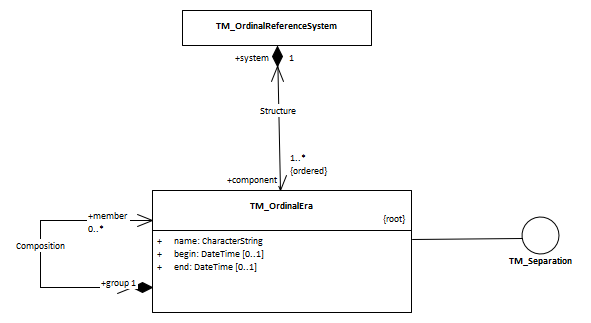 TM_OrdinalReferenceSystem
+system 1
Structure
1..*
{ordered}
+component
TM_OrdinalEra
{root}
+member
0..*
Composition
+group 1
+ name: CharacterString
+ begin: DateTime [0..1]
+ end: DateTime [0..1]
TM_Separation